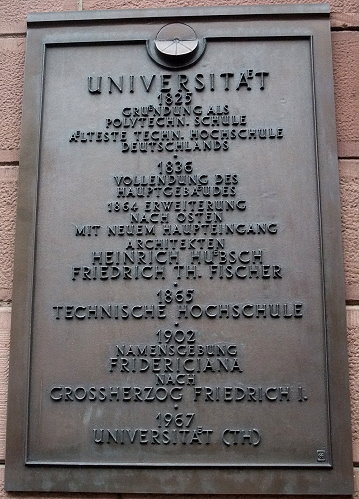 UNIVERSITÄT
1825
GRÜNDUNG ALS
POLYTECHN. SCHULE
ÄLTESTE TECHN. HOCHSCHULE
DEUTSCHLANDS
1836
VOLLENDUNG DES
HAUPTGEBÄUDES
1864 ERWEITERUNG
NACH OSTEN
MIT NEUEM HAUPTEINGANG
ARCHITEKTEN
HEINRICH HÜBSCH
FRIEDRICH TH. FISCHER
1865
TECHNISCHE HOCHSCHULE
1902
NAMENSGEBUNG
FRIDERICIANA
NACH
GROSSHERZOG FRIEDRICH I.
1967
UNIVERSITÄT (TH)